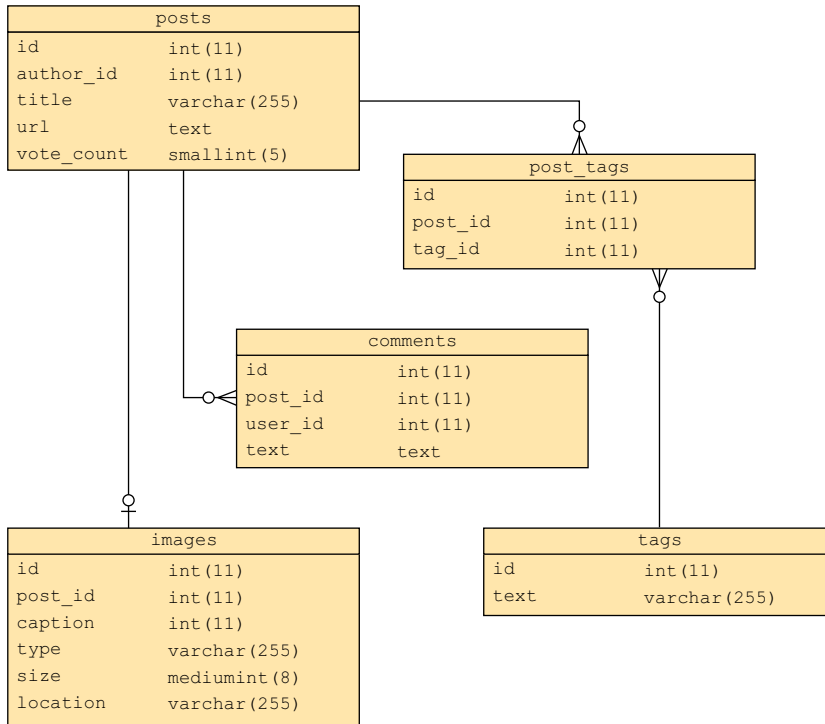 posts
id int(11)
author_id int(11)
title varchar(255)
url text
vote_count smallint(5)
post_tags
id int(11)
post_id int(11)
tag_id int(11)
comments
id int(11)
post_id int(11)
user_id int(11)
text text
images
id int(11)
post_id int(11)
caption int(11)
type varchar(255)
size mediumint(8)
location varchar(255)
tags
id int(11)
text varchar(255)